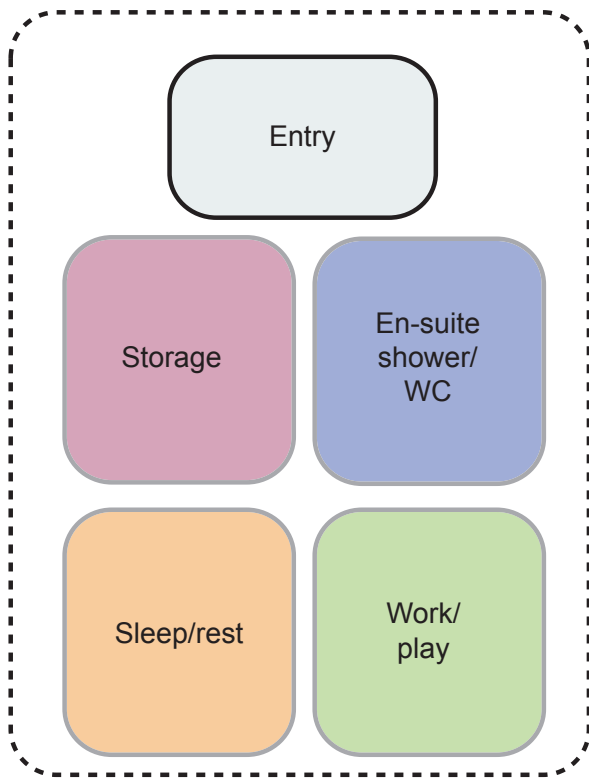 Entry
Storage
En-suite
shower/
WC
Sleep/rest
Work/
play